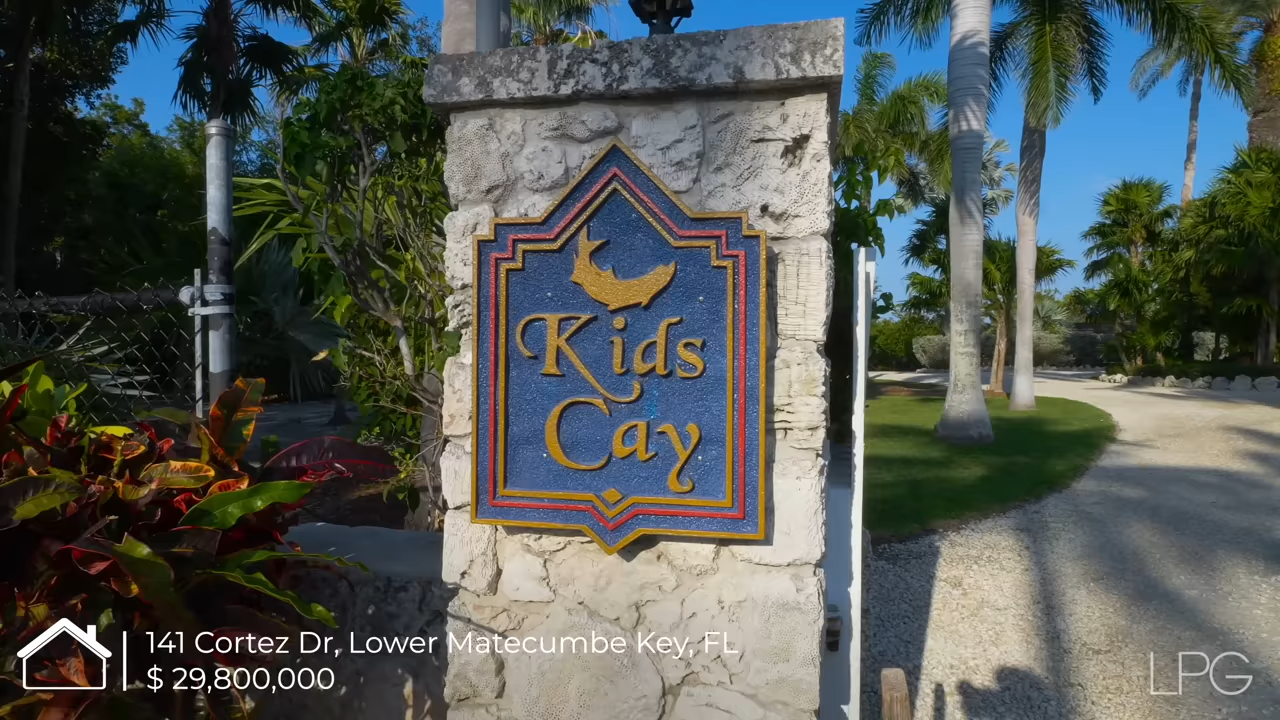 Kids
Cay
141 Cortez Dr, Lower Matecumbe Key, FL
$ 29,800,000
LPG